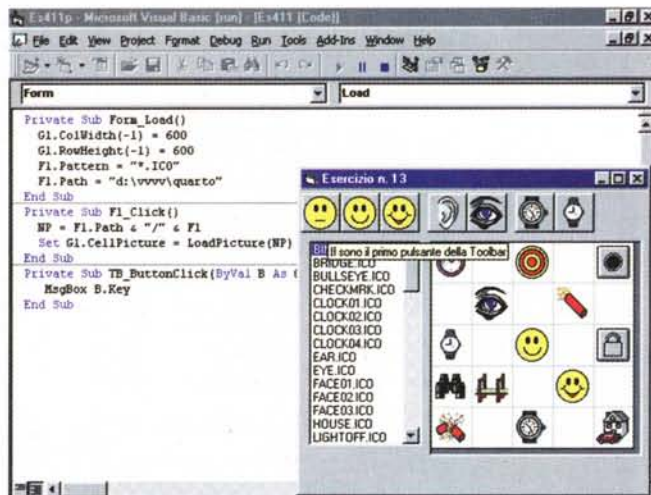 Es411p - Microsoft Visual Basic [run] - [Es411 (Code)]
File Edit View Project Format Debug Run Tools Add-Ins Window Help
Form
Load
Private Sub Form_Load()
G1.ColWidth(-1) = 600
G1.RowHeight(-1) = 600
F1.Pattern = "*.ICO"
F1.Path = "d:\vvvv\quarto"
End Sub
Private Sub F1_Click()
NP = F1.Path & "/" & F1
Set G1.CellPicture = LoadPicture(NP)
End Sub
Private Sub TB_ButtonClick(ByVal B As
MsgBox B.Key
End Sub
Esercizio n. 13
sono il primo pulsante della Toolbar
BRIDGE.ICO
BULLSEYE.ICO
CHECKMRK.ICO
CLOCK01.ICO
CLOCK02.ICO
CLOCK03.ICO
CLOCK04.ICO
EAR.ICO
EYE.ICO
FACE01.ICO
FACE02.ICO
FACE03.ICO
HOUSE.ICO
LIGHTOFF.ICO